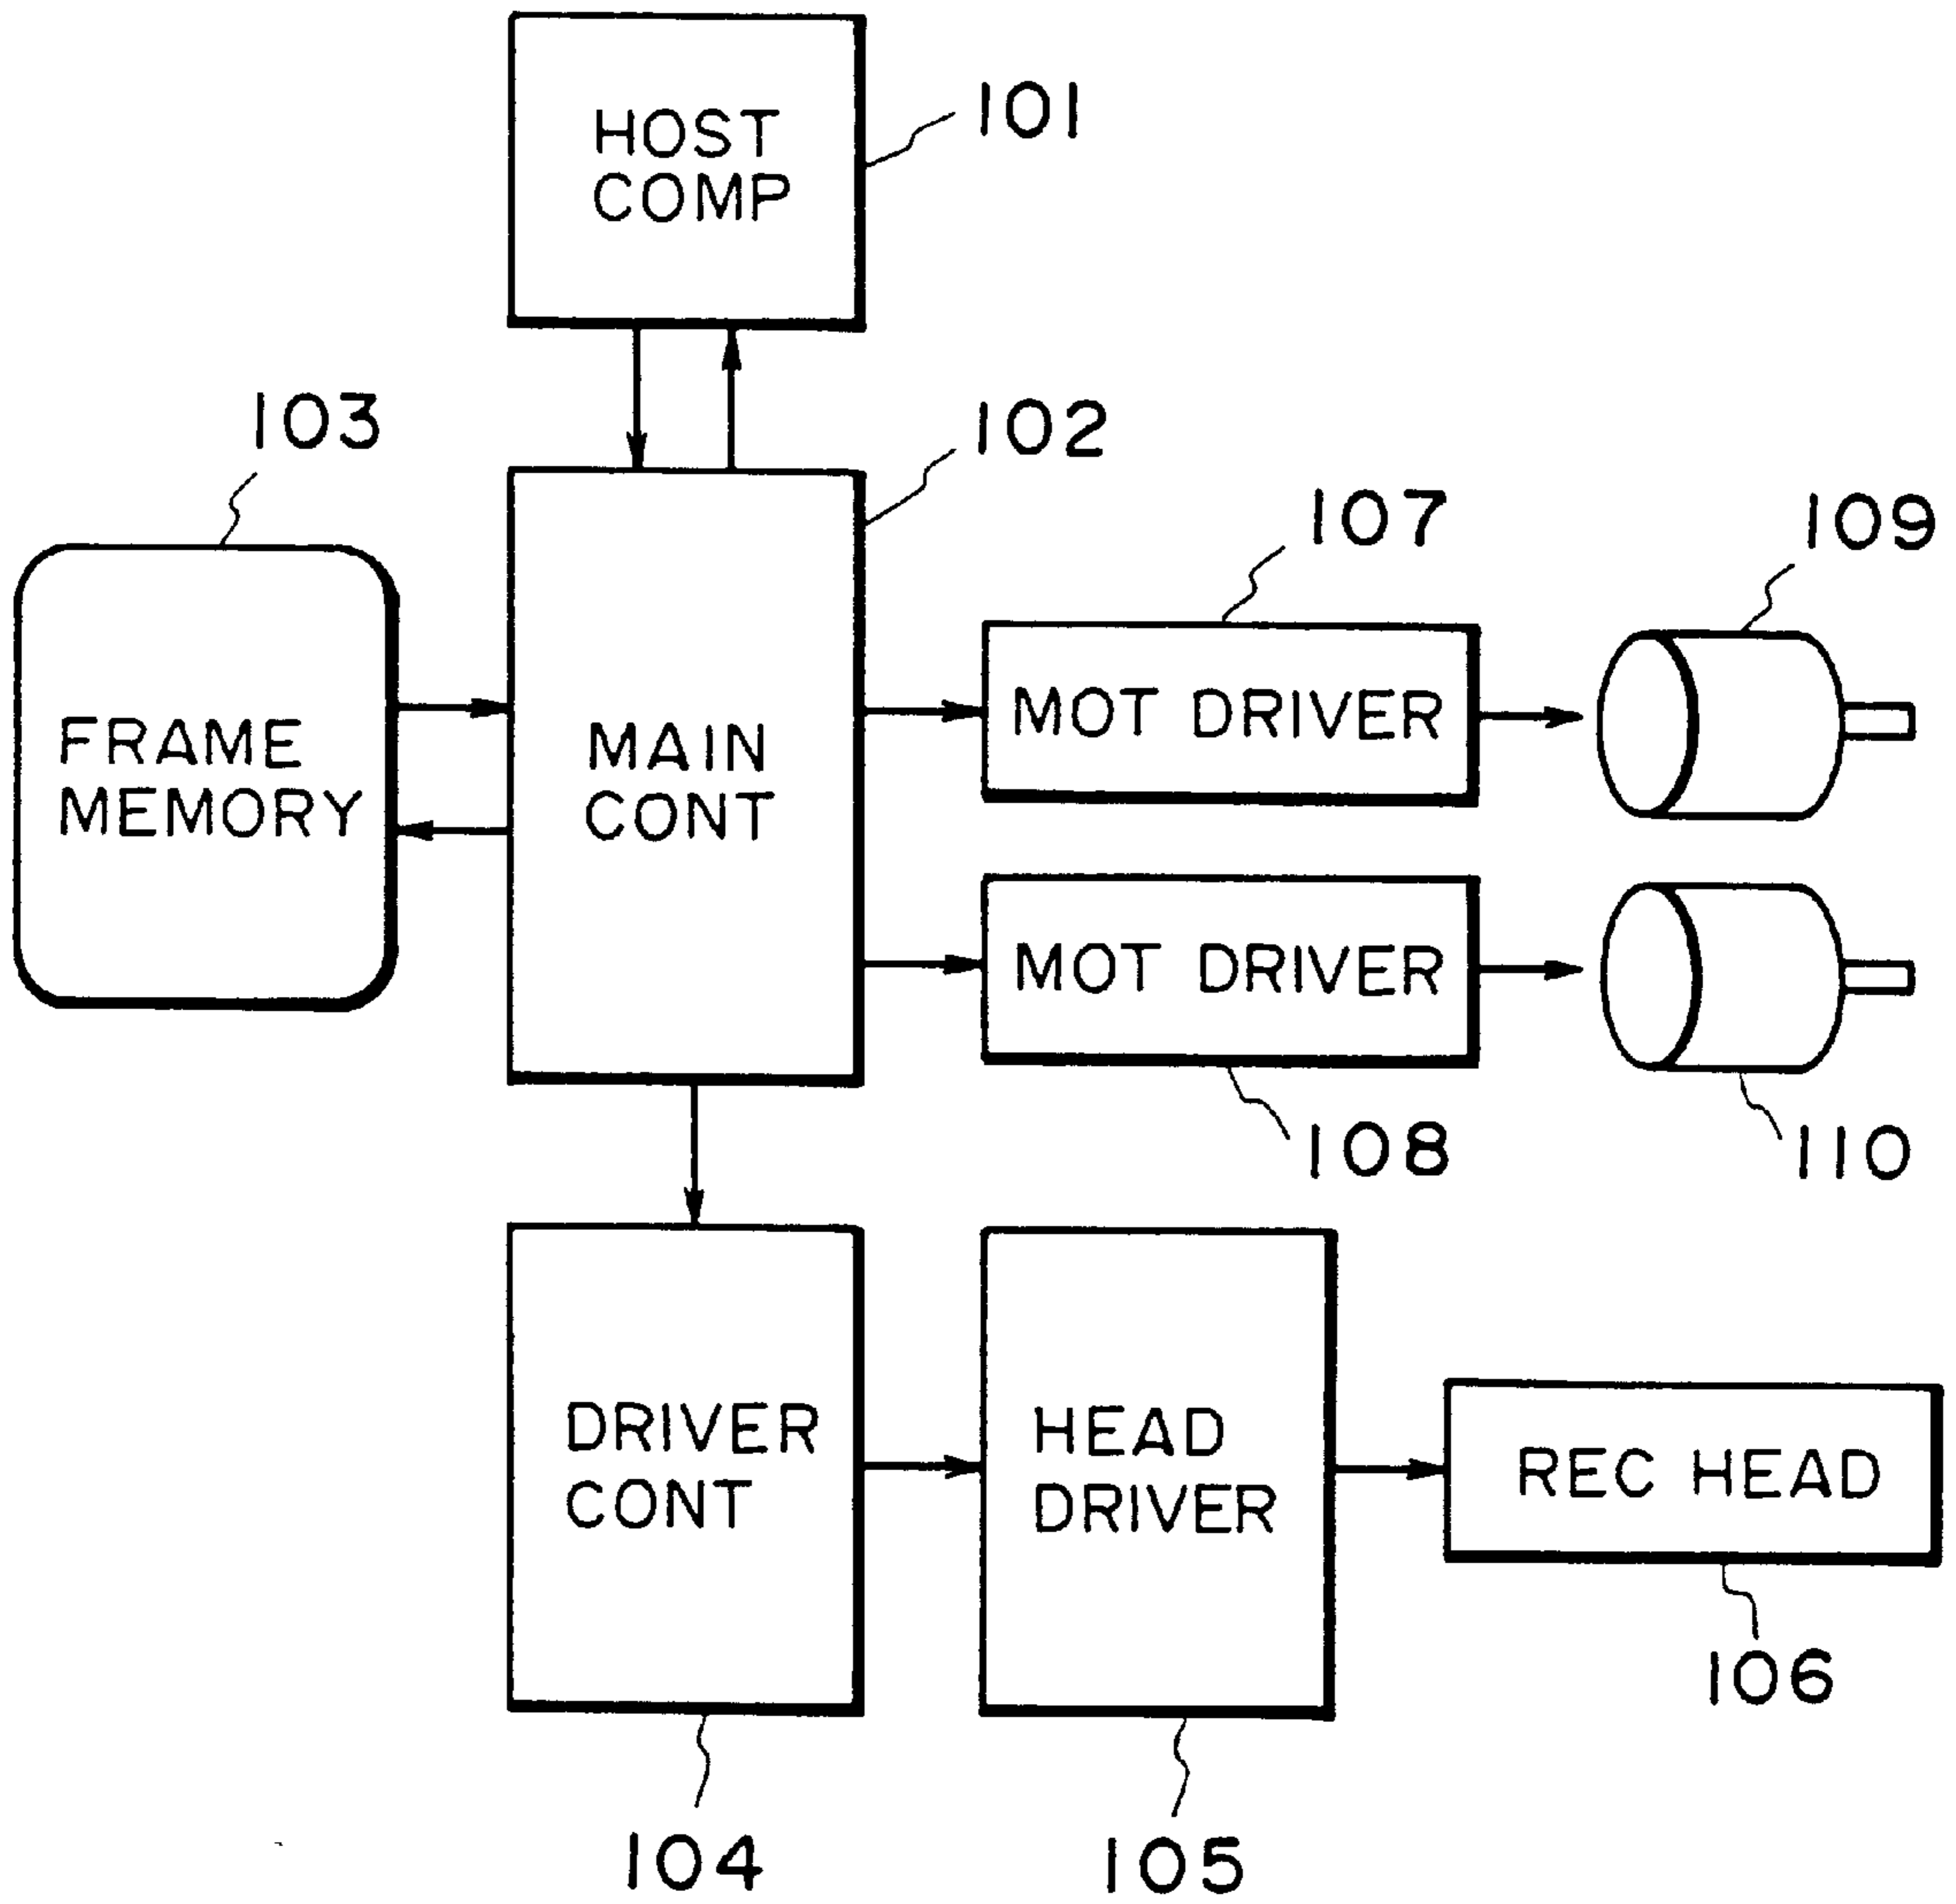 HOST
COMP
101
103
102
107
109
FRAME
MEMORY
MAIN
CONT
MOT DRIVER
MOT DRIVER
108
110
DRIVER
CONT
HEAD
DRIVER
REC HEAD
106
104
105